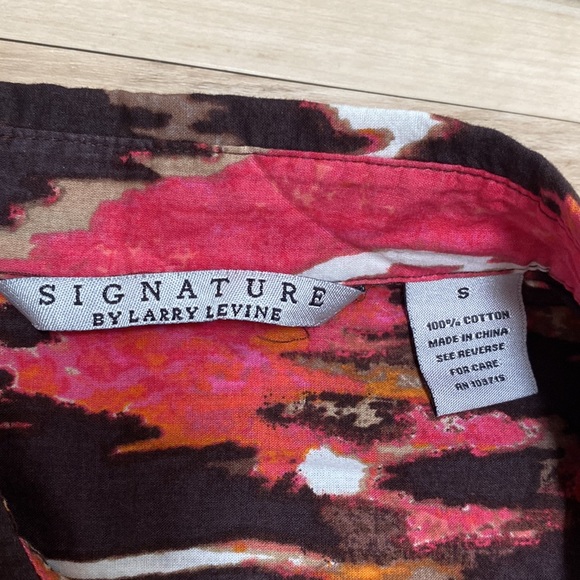 SIGNATURE
BY LARRY LEVINE
S
100% COTTON
MADE IN CHINA
SEE REVERSE
FOR CARE
RN 103715